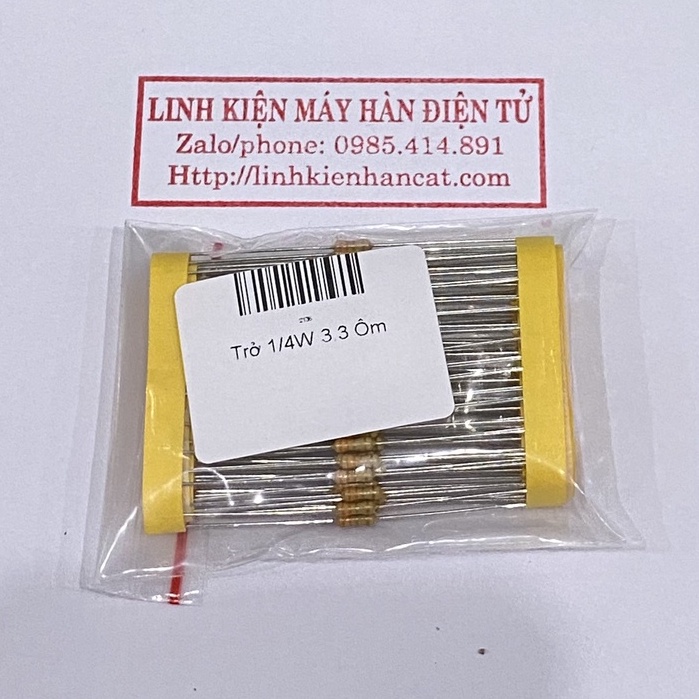 LINH KIỆN MÁY HÀN ĐIỆN TỬ
Zalo/phone: 0985.414.891
Http://linhkienhancat.com
Trở 1/4W 3.3 Ôm